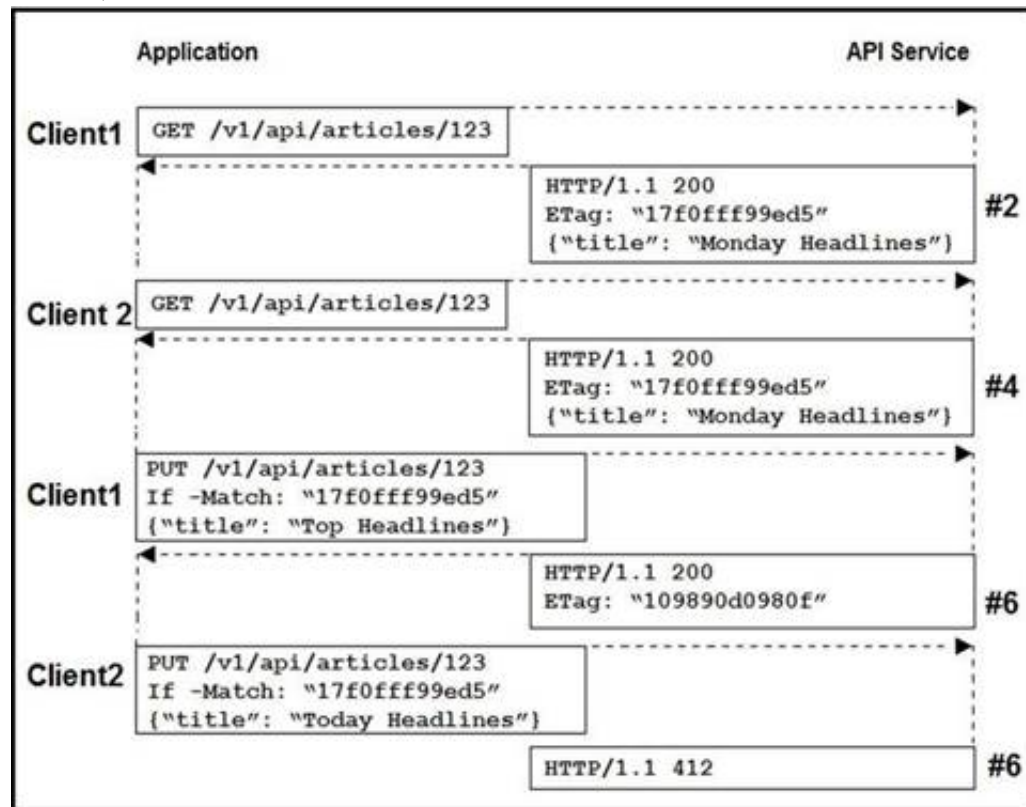 Application API Service
Client1
GET /v1/api/articles/123
HTTP/1.1 200
ETag: “17f0fff99ed5”
{“title”: “Monday Headlines”}
#2
Client 2
GET /v1/api/articles/123
HTTP/1.1 200
ETag: “17f0fff99ed5”
{“title”: “Monday Headlines”}
#4
Client1
PUT /v1/api/articles/123
If -Match: “17f0fff99ed5”
{“title”: “Top Headlines”}
HTTP/1.1 200
ETag: “109890d0980f”
#6
Client2
PUT /v1/api/articles/123
If -Match: “17f0fff99ed5”
{“title”: “Today Headlines”}
HTTP/1.1 412
#6